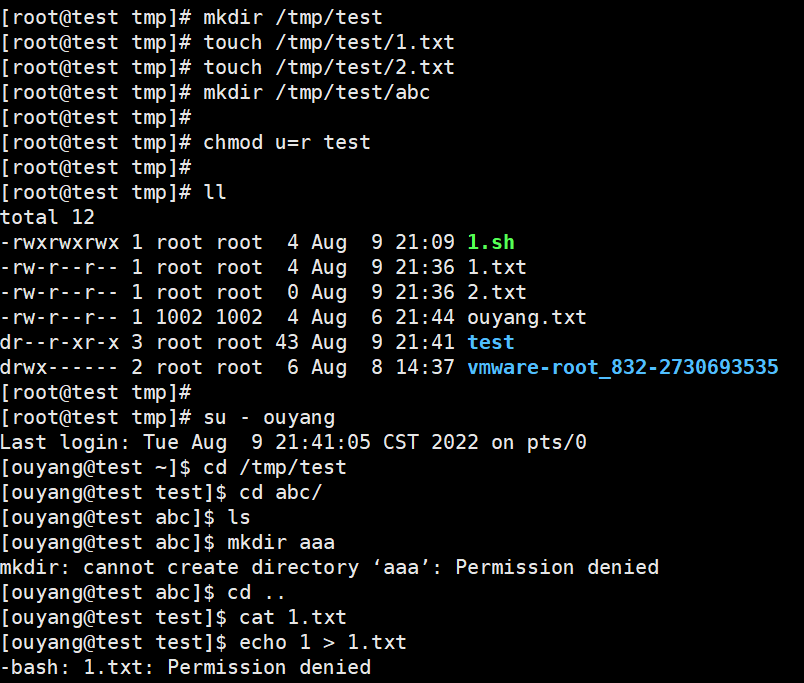 [root@test tmp]# mkdir /tmp/test
[root@test tmp]# touch /tmp/test/1.txt
[root@test tmp]# touch /tmp/test/2.txt
[root@test tmp]# mkdir /tmp/test/abc
[root@test tmp]#
[root@test tmp]# chmod u=r test
[root@test tmp]#
[root@test tmp]# ll
total 12
-rwxrwxrwx 1 root root  4 Aug  9 21:09 1.sh
-rw-r--r-- 1 root root  4 Aug  9 21:36 1.txt
-rw-r--r-- 1 root root  0 Aug  9 21:36 2.txt
-rw-r--r-- 1 1002 1002  4 Aug  6 21:44 ouyang.txt
dr--r-xr-x 3 root root 43 Aug  9 21:41 test
drwx------ 2 root root  6 Aug  8 14:37 vmware-root_832-2730693535
[root@test tmp]#
[root@test tmp]# su - ouyang
Last login: Tue Aug  9 21:41:05 CST 2022 on pts/0
[ouyang@test ~]$ cd /tmp/test
[ouyang@test test]$ cd abc/
[ouyang@test abc]$ ls
[ouyang@test abc]$ mkdir aaa
mkdir: cannot create directory ‘aaa’: Permission denied
[ouyang@test abc]$ cd ..
[ouyang@test test]$ cat 1.txt
[ouyang@test test]$ echo 1 > 1.txt
-bash: 1.txt: Permission denied